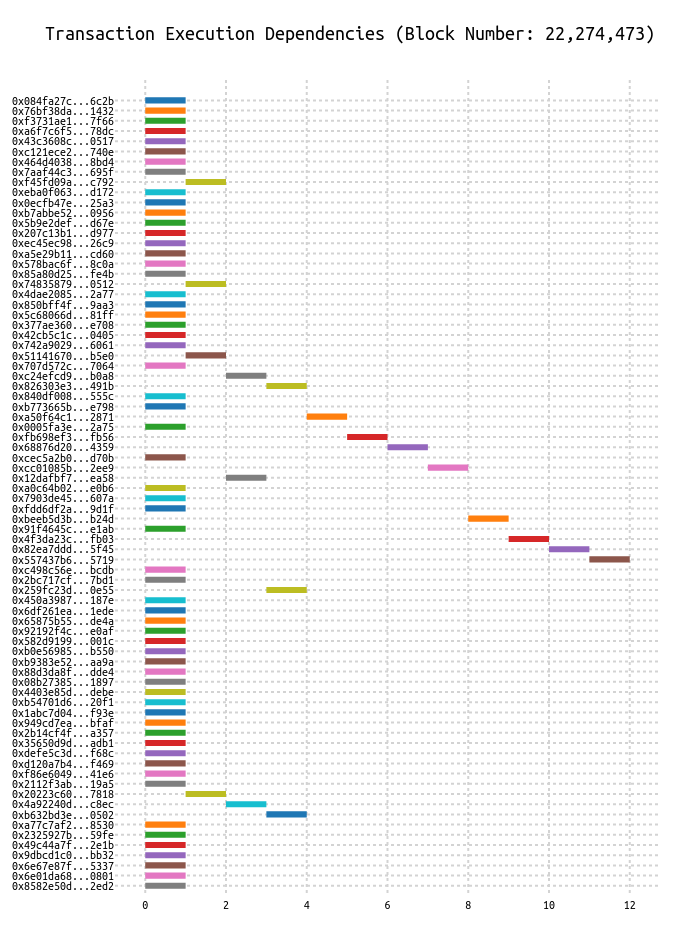 Transaction Execution Dependencies (Block Number: 22,274,473)
0x084fa27c...6c2b
0x76bf38da...1432
0xf3731ae1...7f66
0xa6f7c6f5...78dc
0x43c3608c...0517
0xc121ece2...740e
0x464d4038...8bd4
0x7aaf44c3...695f
0xf45fd09a...c792
0xeba0f063...d172
0x0ecfb47e...25a3
0xb7abbe52...0956
0x5b9e2def...d67e
0x207c13b1...d977
0xec45ec98...26c9
0xa5e29b11...cd60
0x578bac6f...8c0a
0x85a80d25...fe4b
0x74835879...0512
0x4dae2085...2a77
0x850bff4f...9aa3
0x5c68066d...81ff
0x377ae360...e708
0x42cb5c1c...0405
0x742a9029...6061
0x51141670...b5e0
0x707d572c...7064
0xc24efcd9...b0a8
0x826303e3...491b
0x840df008...555c
0xb773665b...e798
0xa50f64c1...2871
0x0005fa3e...2a75
0xfb698ef3...fb56
0x68876d20...4359
0xcec5a2b0...d70b
0xcc01085b...2ee9
0x12dafbf7...ea58
0xa0c64b02...e0b6
0x7903de45...607a
0xfdd6df2a...9d1f
0xbeeb5d3b...b24d
0x91f4645c...e1ab
0x4f3da23c...fb03
0x82ea7ddd...5f45
0x557437b6...5719
0xc498c56e...bcdb
0x2bc717cf...7bd1
0x259fc23d...0e55
0x450a3987...187e
0x6df261ea...1ede
0x65875b55...de4a
0x92192f4c...e0af
0x582d9199...001c
0xb0e56985...b550
0xb9383e52...aa9a
0x88d3da8f...dde4
0x08b27385...1897
0x4403e85d...debe
0xb54701d6...20f1
0x1abc7d04...f93e
0x949cd7ea...bfaf
0x2b14cf4f...a357
0x35650d9d...adb1
0xdefe5c3d...f68c
0xd120a7b4...f469
0xf86e6049...41e6
0x2112f3ab...19a5
0x20223c60...7818
0x4a92240d...c8ec
0xb632bd3e...0502
0xa77c7af2...8530
0x2325927b...59fe
0x49c44a7f...2e1b
0x9dbcd1c0...bb32
0x6e67e87f...5337
0x6e01da68...0801
0x8582e50d...2ed2
0 2 4 6 8 10 12